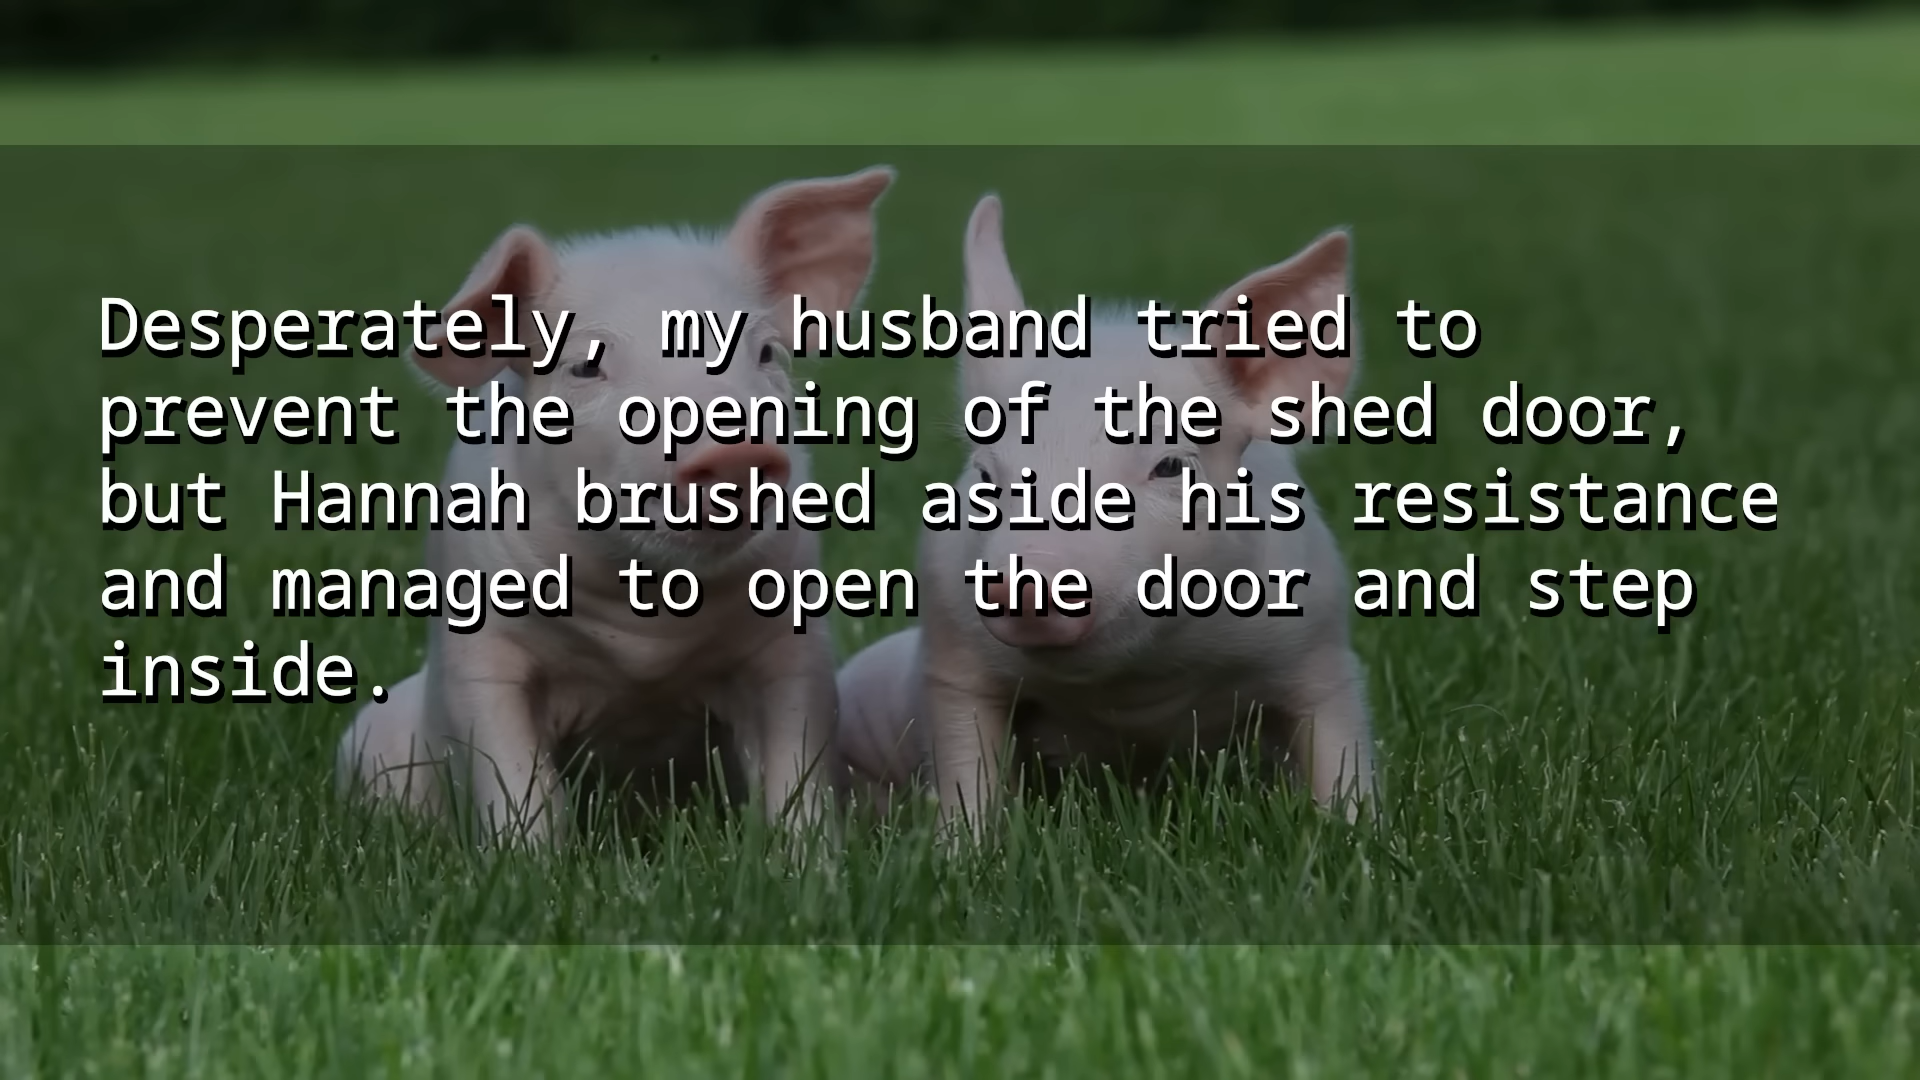 Desperately, my husband tried to
prevent the opening of the shed door,
but Hannah brushed aside his resistance
and managed to open the door and step
inside.